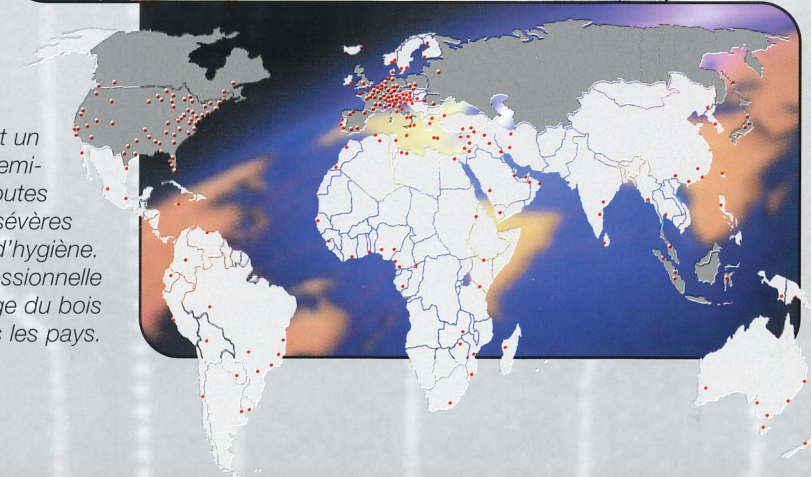 t un
emi-
outes
sévères
d'hygiène.
essionnelle
ge du bois
s les pays.